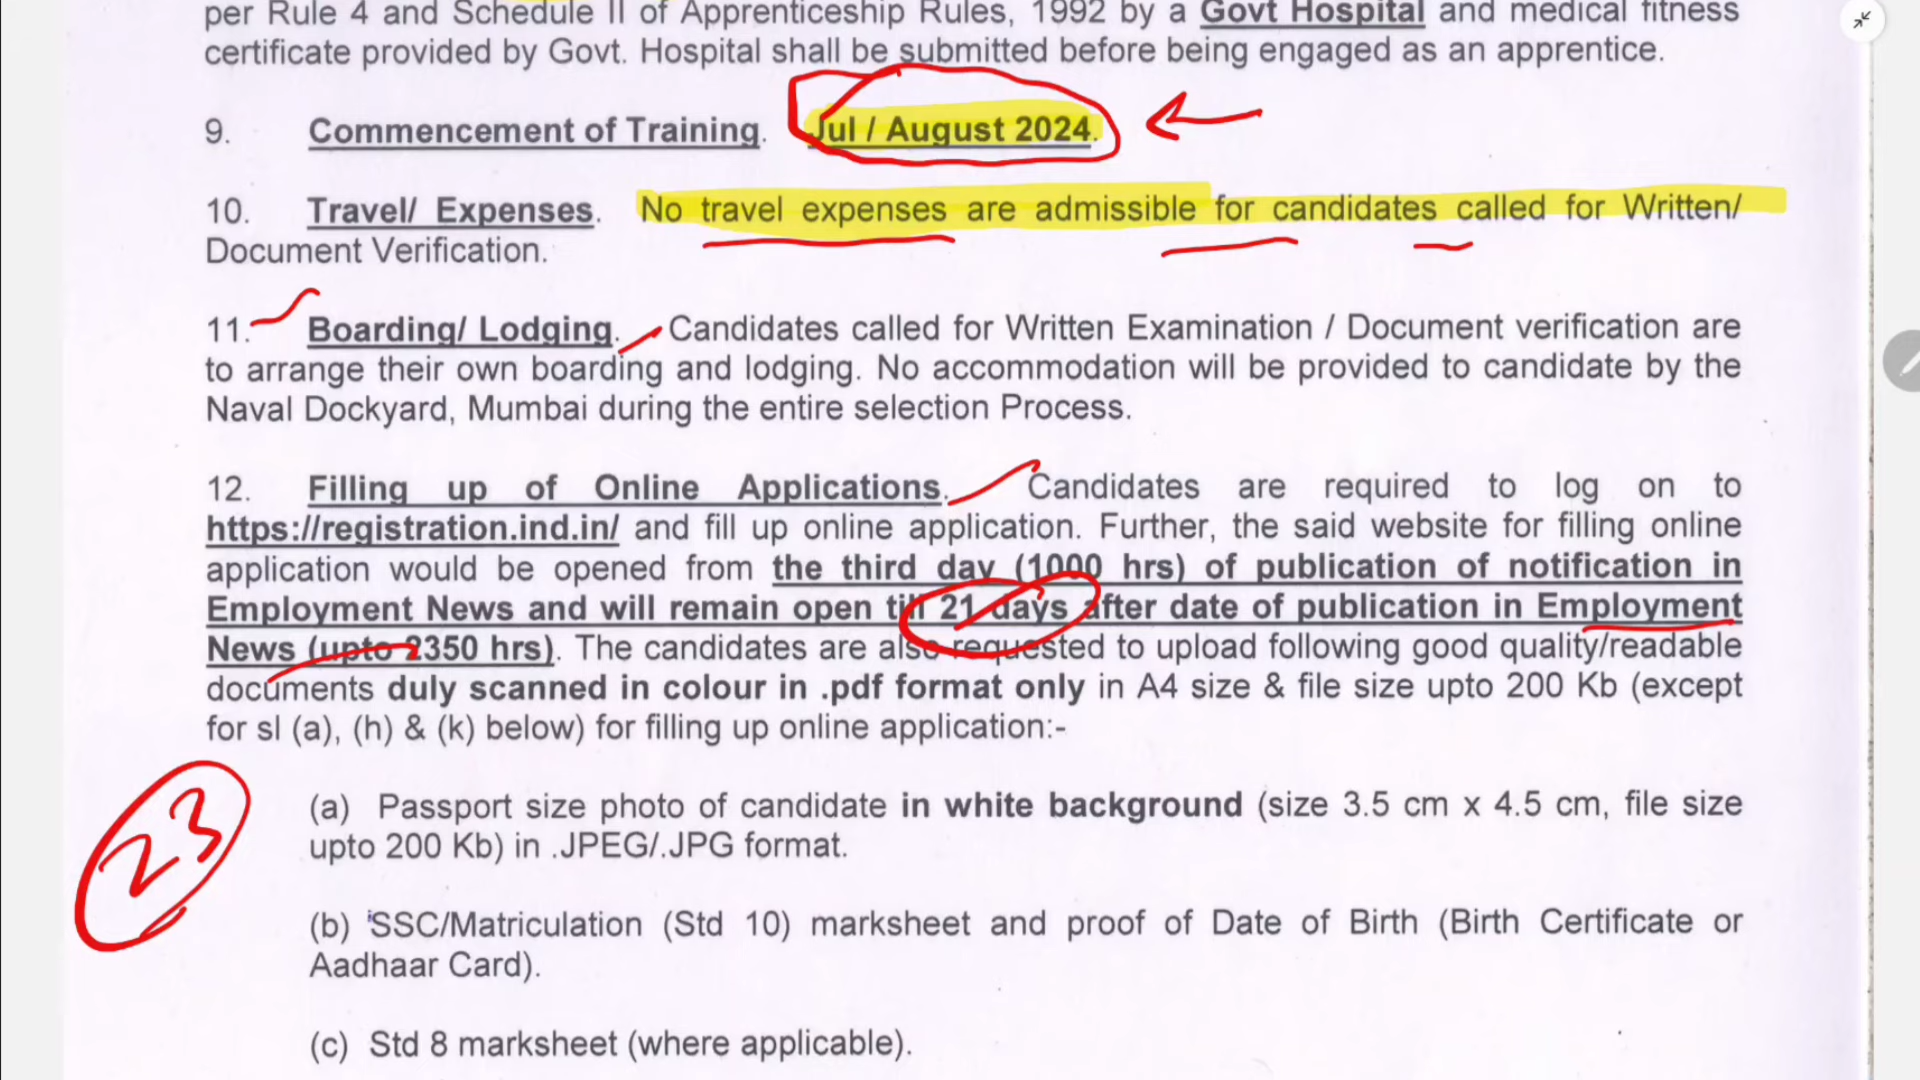 per Rule 4 and Schedule II of Apprenticeship Rules, 1992 by a Govt Hospital and medical fitness
certificate provided by Govt. Hospital shall be submitted before being engaged as an apprentice.
9. Commencement of Training. Jul / August 2024.
10. Travel/ Expenses. No travel expenses are admissible for candidates called for Written/
Document Verification.
11. Boarding/ Lodging. Candidates called for Written Examination / Document verification are
to arrange their own boarding and lodging. No accommodation will be provided to candidate by the
Naval Dockyard, Mumbai during the entire selection Process.
12. Filling up of Online Applications. Candidates are required to log on to
https://registration.ind.in/ and fill up online application. Further, the said website for filling online
application would be opened from the third day (1000 hrs) of publication of notification in
Employment News and will remain open till 21 days after date of publication in Employment
News (upto 2350 hrs). The candidates are also requested to upload following good quality/readable
documents duly scanned in colour in .pdf format only in A4 size & file size upto 200 Kb (except
for sl (a), (h) & (k) below) for filling up online application:-
23
(a) Passport size photo of candidate in white background (size 3.5 cm x 4.5 cm, file size
upto 200 Kb) in .JPEG/.JPG format.
(b) SSC/Matriculation (Std 10) marksheet and proof of Date of Birth (Birth Certificate or
Aadhaar Card).
(c) Std 8 marksheet (where applicable).